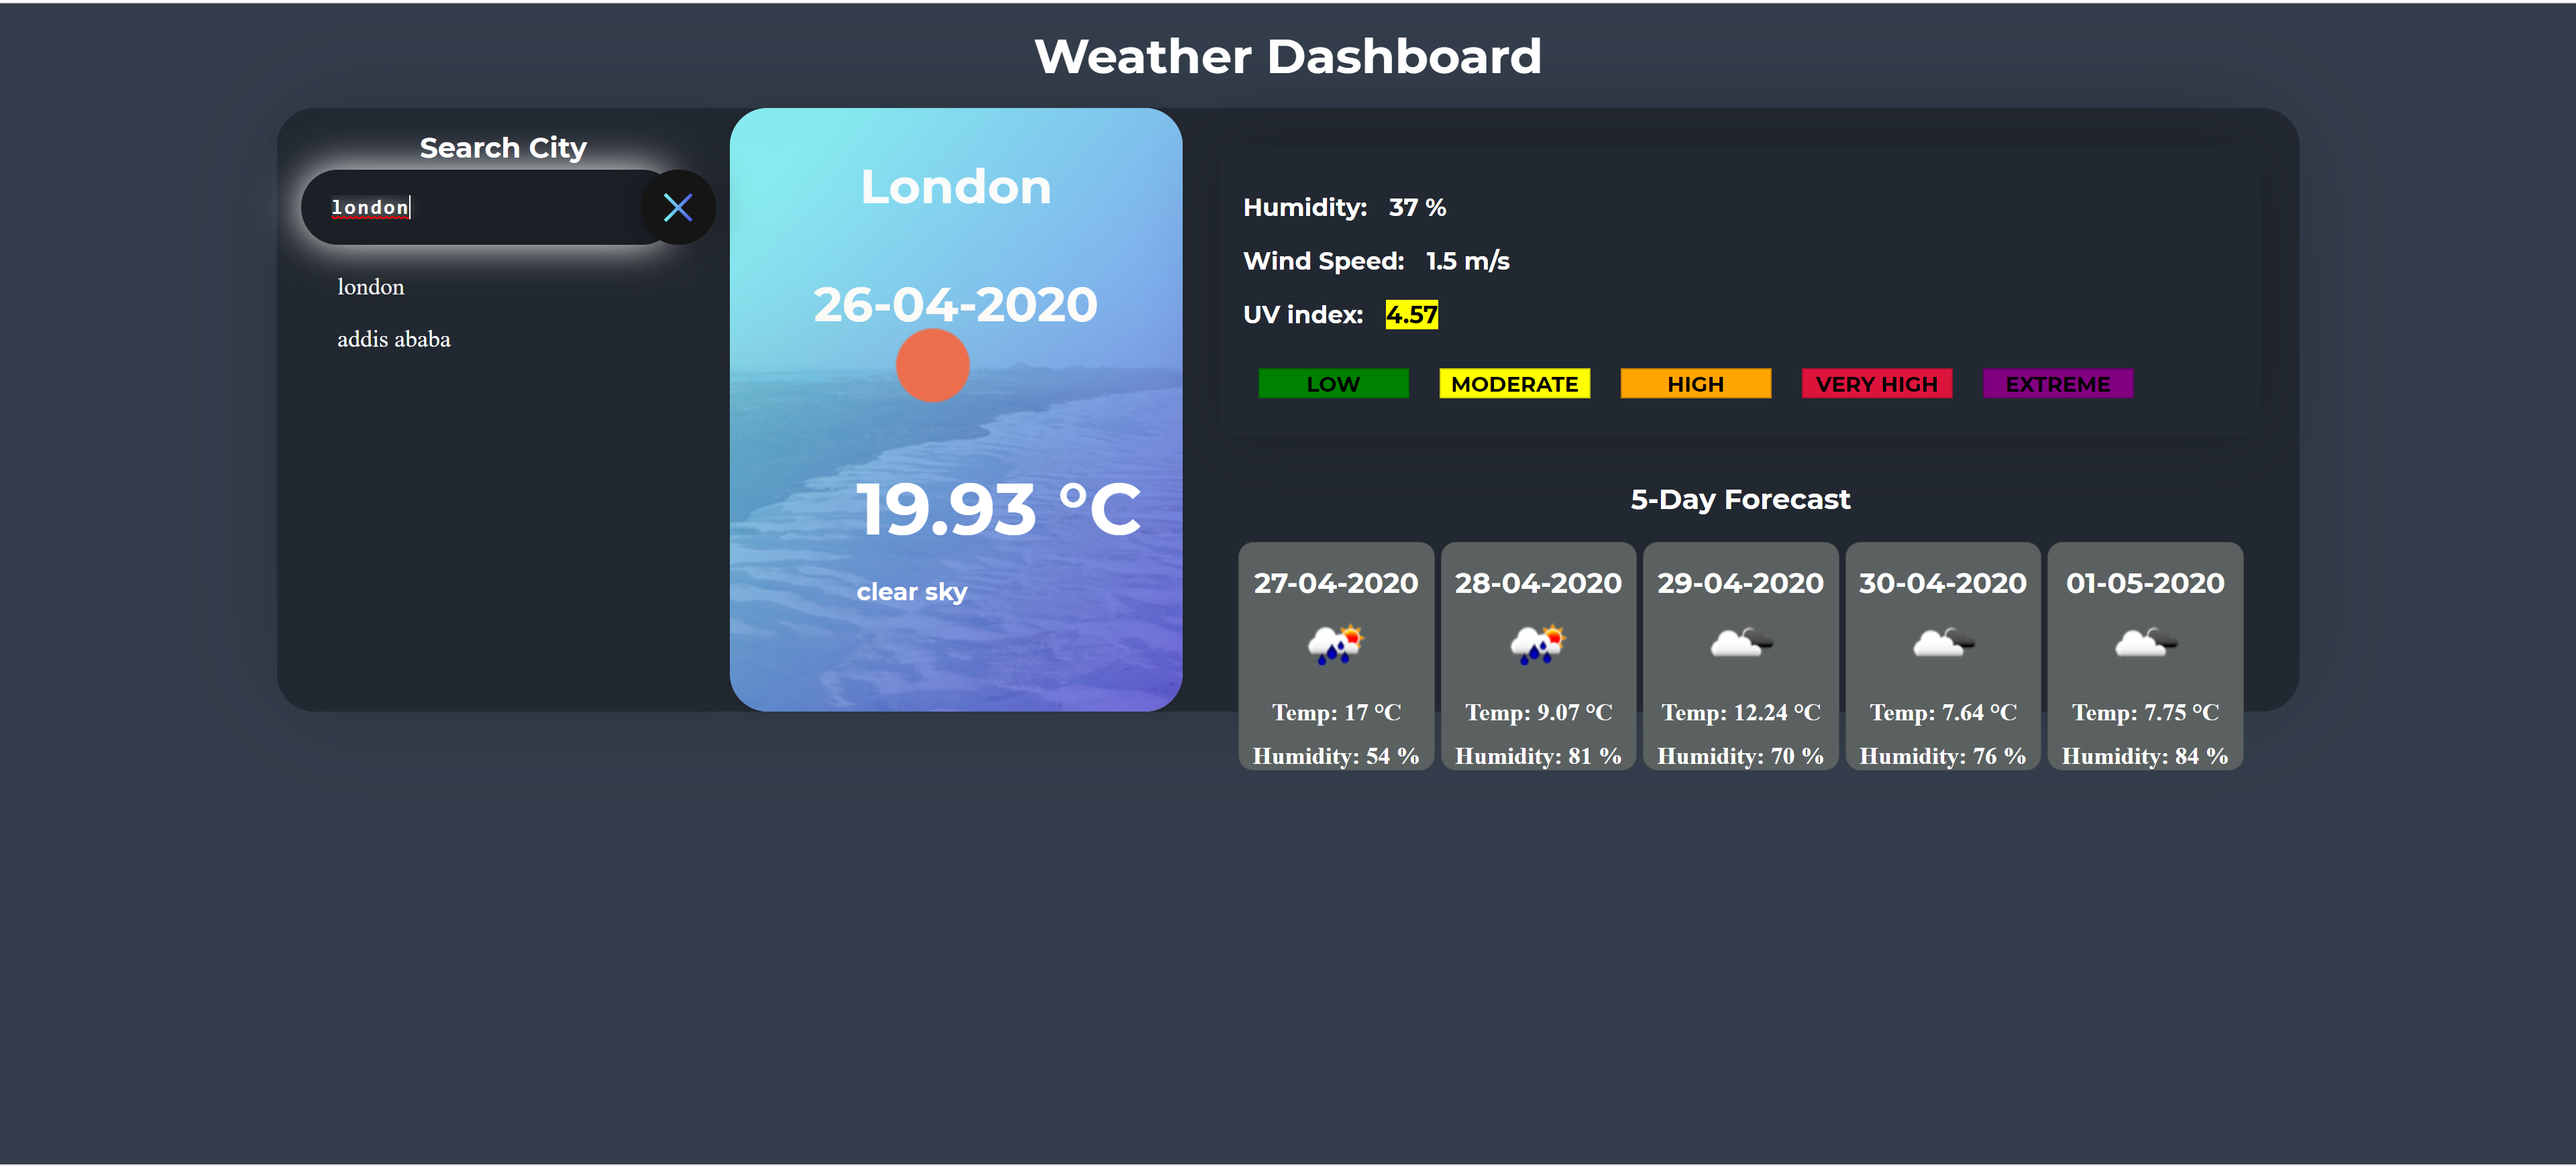 Weather Dashboard
Search City
london
london
addis ababa
London
26-04-2020
19.93 °C
clear sky
Humidity: 37 %
Wind Speed: 1.5 m/s
UV index: 4.57
LOW MODERATE HIGH VERY HIGH EXTREME
5-Day Forecast
27-04-2020 28-04-2020 29-04-2020 30-04-2020 01-05-2020
Temp: 17 °C Temp: 9.07 °C Temp: 12.24 °C Temp: 7.64 °C Temp: 7.75 °C
Humidity: 54 % Humidity: 81 % Humidity: 70 % Humidity: 76 % Humidity: 84 %